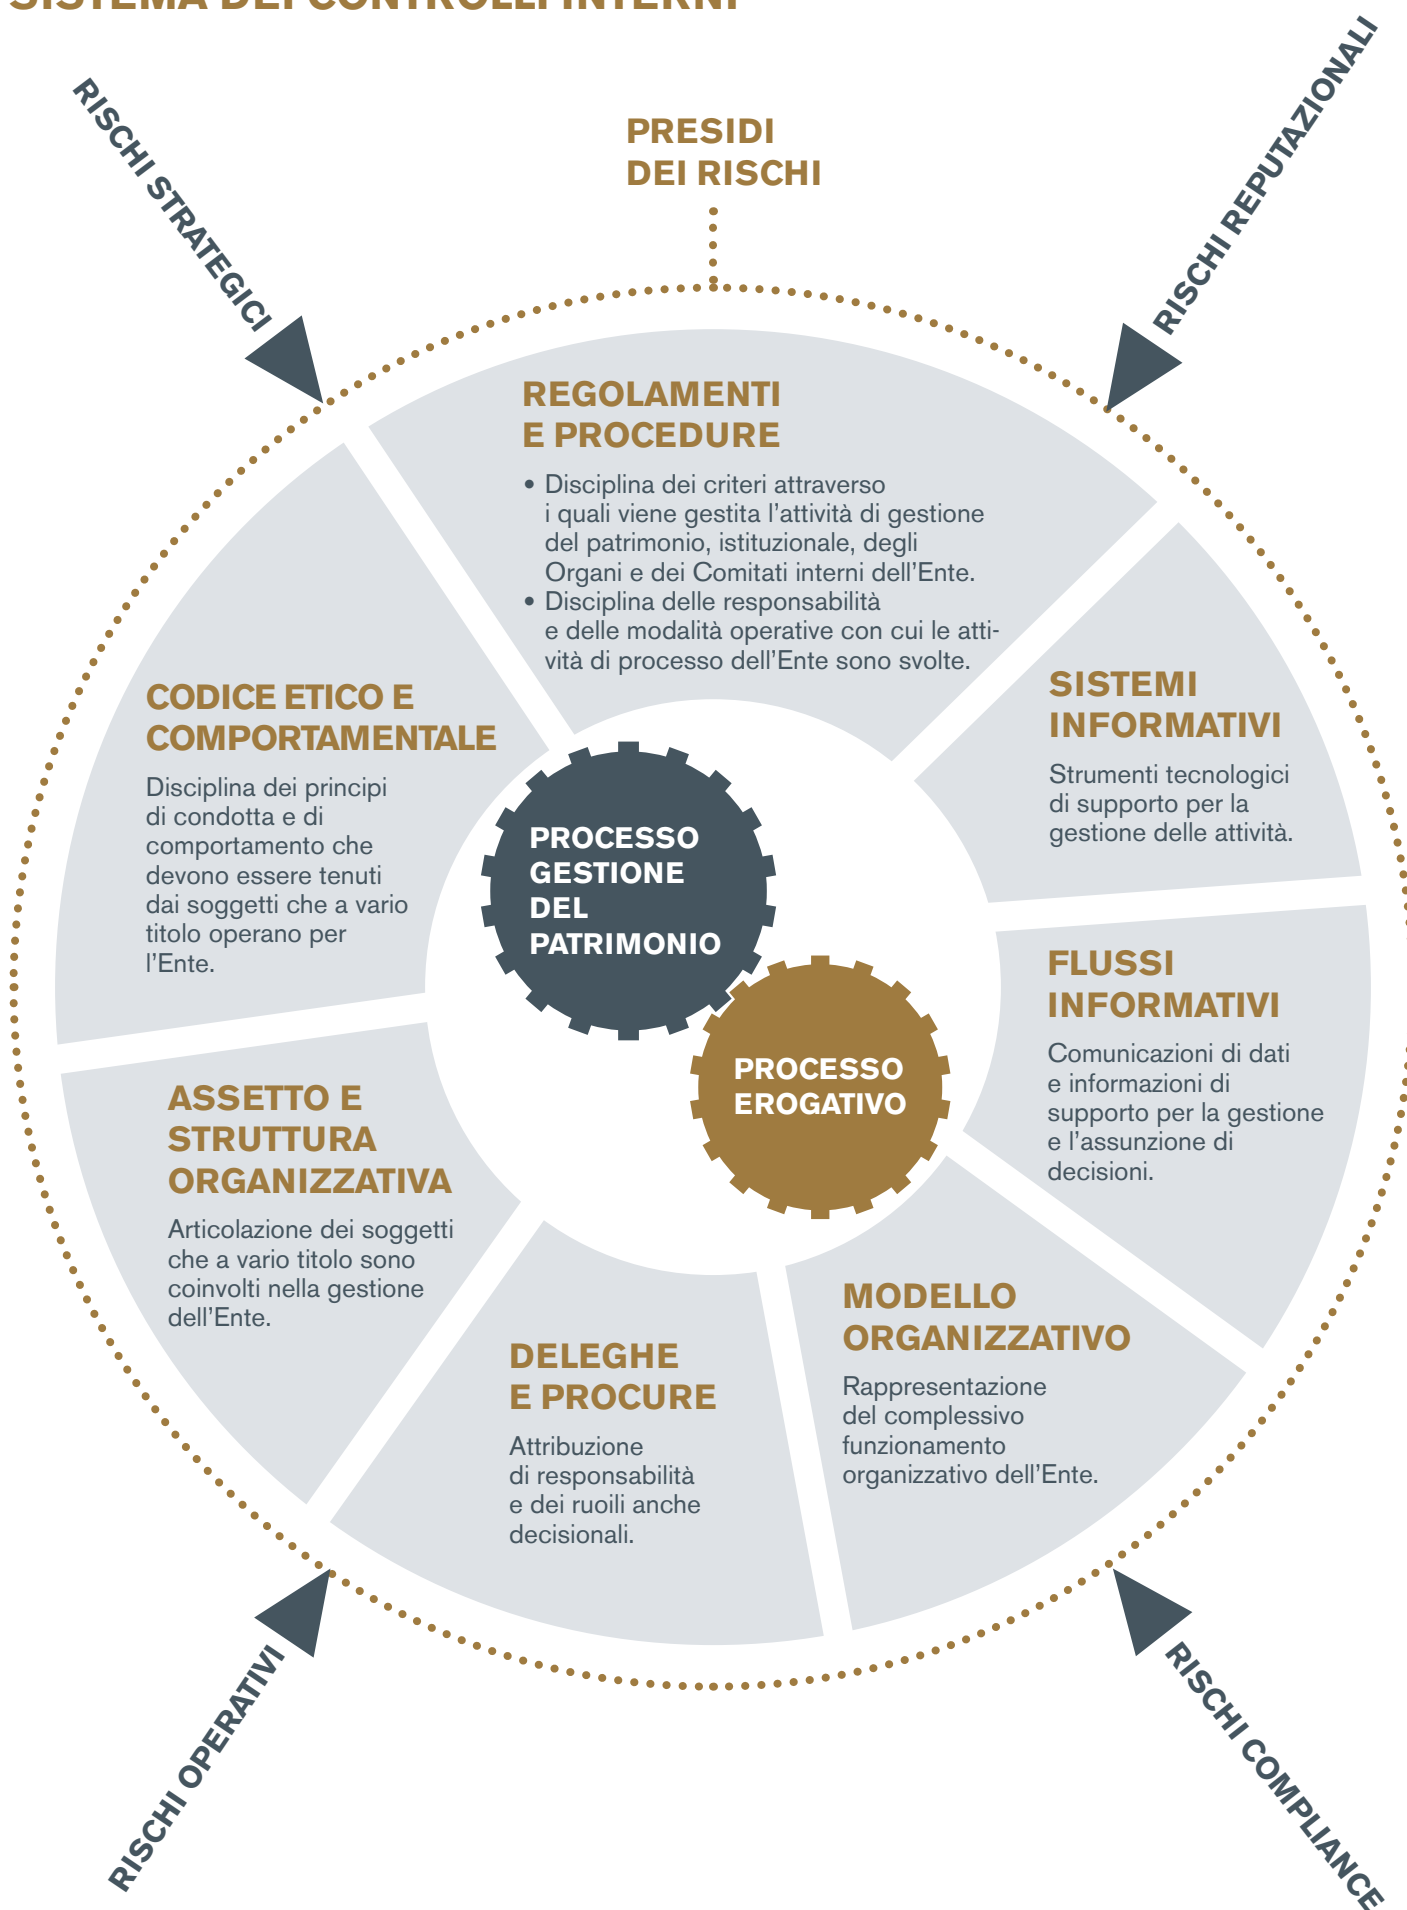 SISTEMA DEI CONTROLLI INTERNI
RISCHI STRATEGICI
RISCHI REPUTAZIONALI
PRESIDI
DEI RISCHI
REGOLAMENTI
E PROCEDURE
• Disciplina dei criteri attraverso
i quali viene gestita l'attività di gestione
del patrimonio, istituzionale, degli
Organi e dei Comitati interni dell'Ente.
• Disciplina delle responsabilità
e delle modalità operative con cui le atti-
vità di processo dell'Ente sono svolte.
SISTEMI
INFORMATIVI
Strumenti tecnologici
di supporto per la
gestione delle attività.
FLUSSI
INFORMATIVI
Comunicazioni di dati
e informazioni di
supporto per la gestione
e l'assunzione di
decisioni.
MODELLO
ORGANIZZATIVO
Rappresentazione
del complessivo
funzionamento
organizzativo dell'Ente.
DELEGHE
E PROCURE
Attribuzione
di responsabilità
e dei ruoili anche
decisionali.
ASSETTO E
STRUTTURA
ORGANIZZATIVA
Articolazione dei soggetti
che a vario titolo sono
coinvolti nella gestione
dell'Ente.
CODICE ETICO E
COMPORTAMENTALE
Disciplina dei principi
di condotta e di
comportamento che
devono essere tenuti
dai soggetti che a vario
titolo operano per
l'Ente.
PROCESSO
GESTIONE
DEL
PATRIMONIO
PROCESSO
EROGATIVO
RISCHI OPERATIVI
RISCHI COMPLIANCE